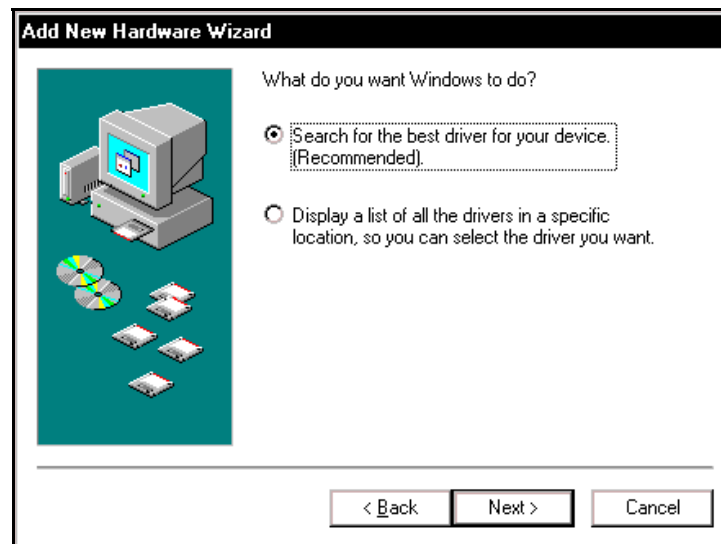 Add New Hardware Wizard
What do you want Windows to do?
Search for the best driver for your device.
(Recommended).
Display a list of all the drivers in a specific
location, so you can select the driver you want.
< Back
Next >
Cancel